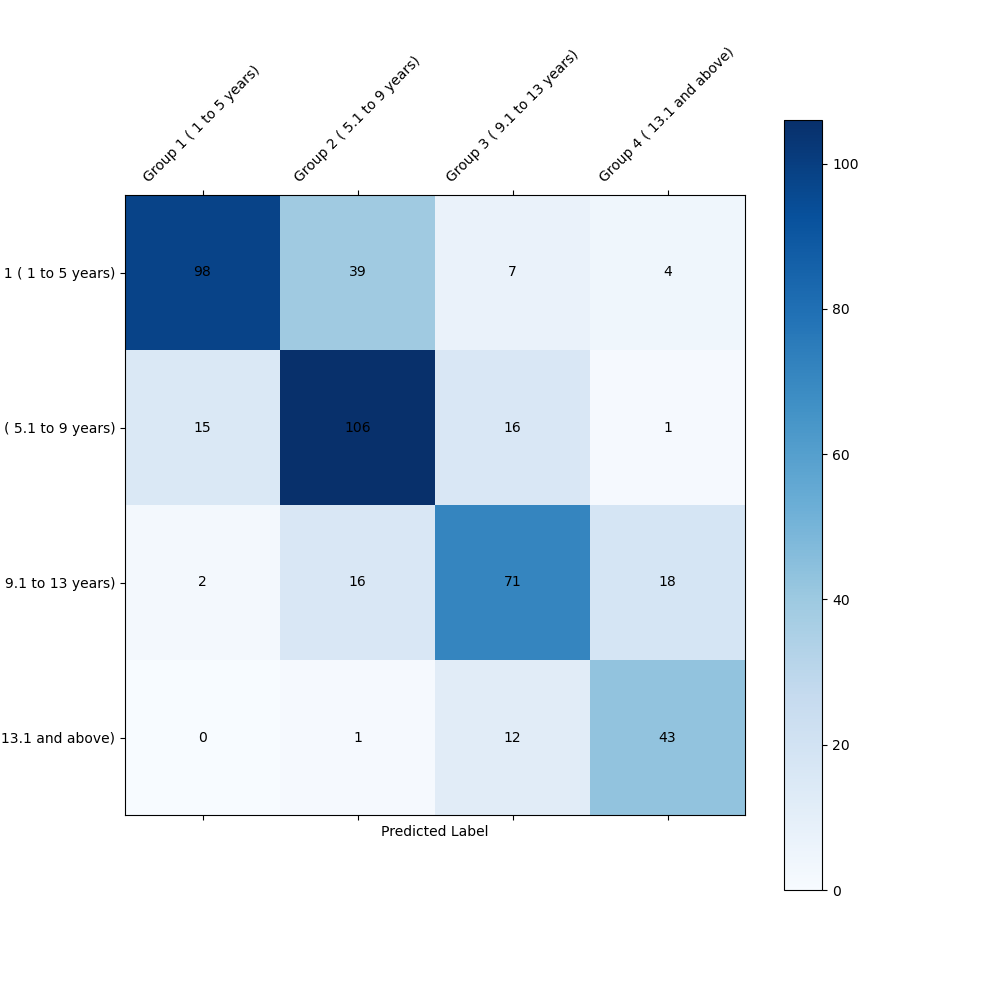 Group 1 ( 1 to 5 years)
Group 2 ( 5.1 to 9 years)
Group 3 ( 9.1 to 13 years)
Group 4 ( 13.1 and above)
1 ( 1 to 5 years)
98 39 7 4
( 5.1 to 9 years)
15 106 16 1
9.1 to 13 years)
2 16 71 18
13.1 and above)
0 1 12 43
Predicted Label
100
80
60
40
20
0